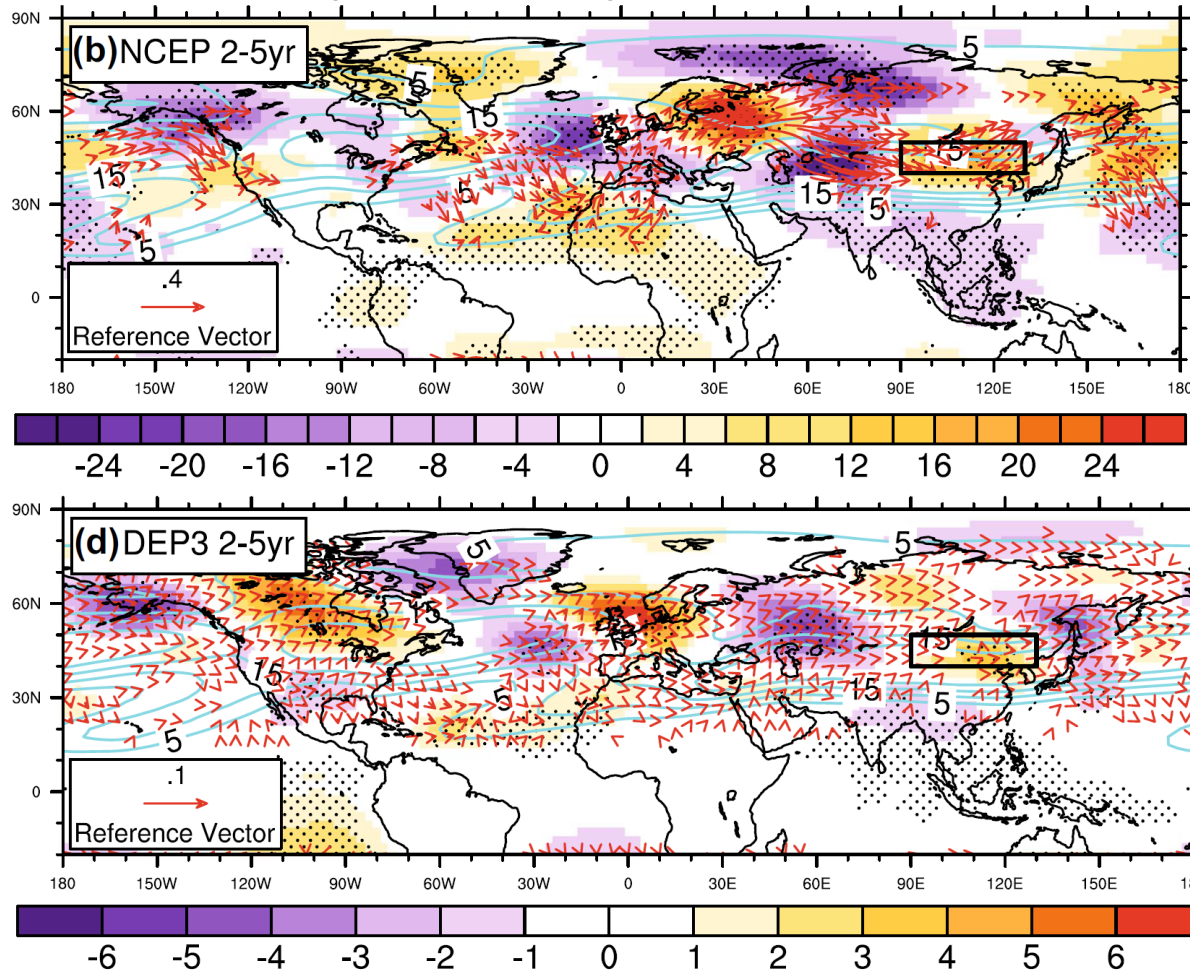 90N
(b) NCEP 2-5yr
5
5
60N
15
15
15
5
15
30N
5
5
.4
0
Reference Vector
180 150W 120W 90W 60W 30W 0 30E 60E 90E 120E 150E 180
-24 -20 -16 -12 -8 -4 0 4 8 12 16 20 24
90N
(d) DEP3 2-5yr
5
5
60N
15
15
15
15
30N
5
5
5
.1
0
Reference Vector
180 150W 120W 90W 60W 30W 0 30E 60E 90E 120E 150E
-6 -5 -4 -3 -2 -1 0 1 2 3 4 5 6